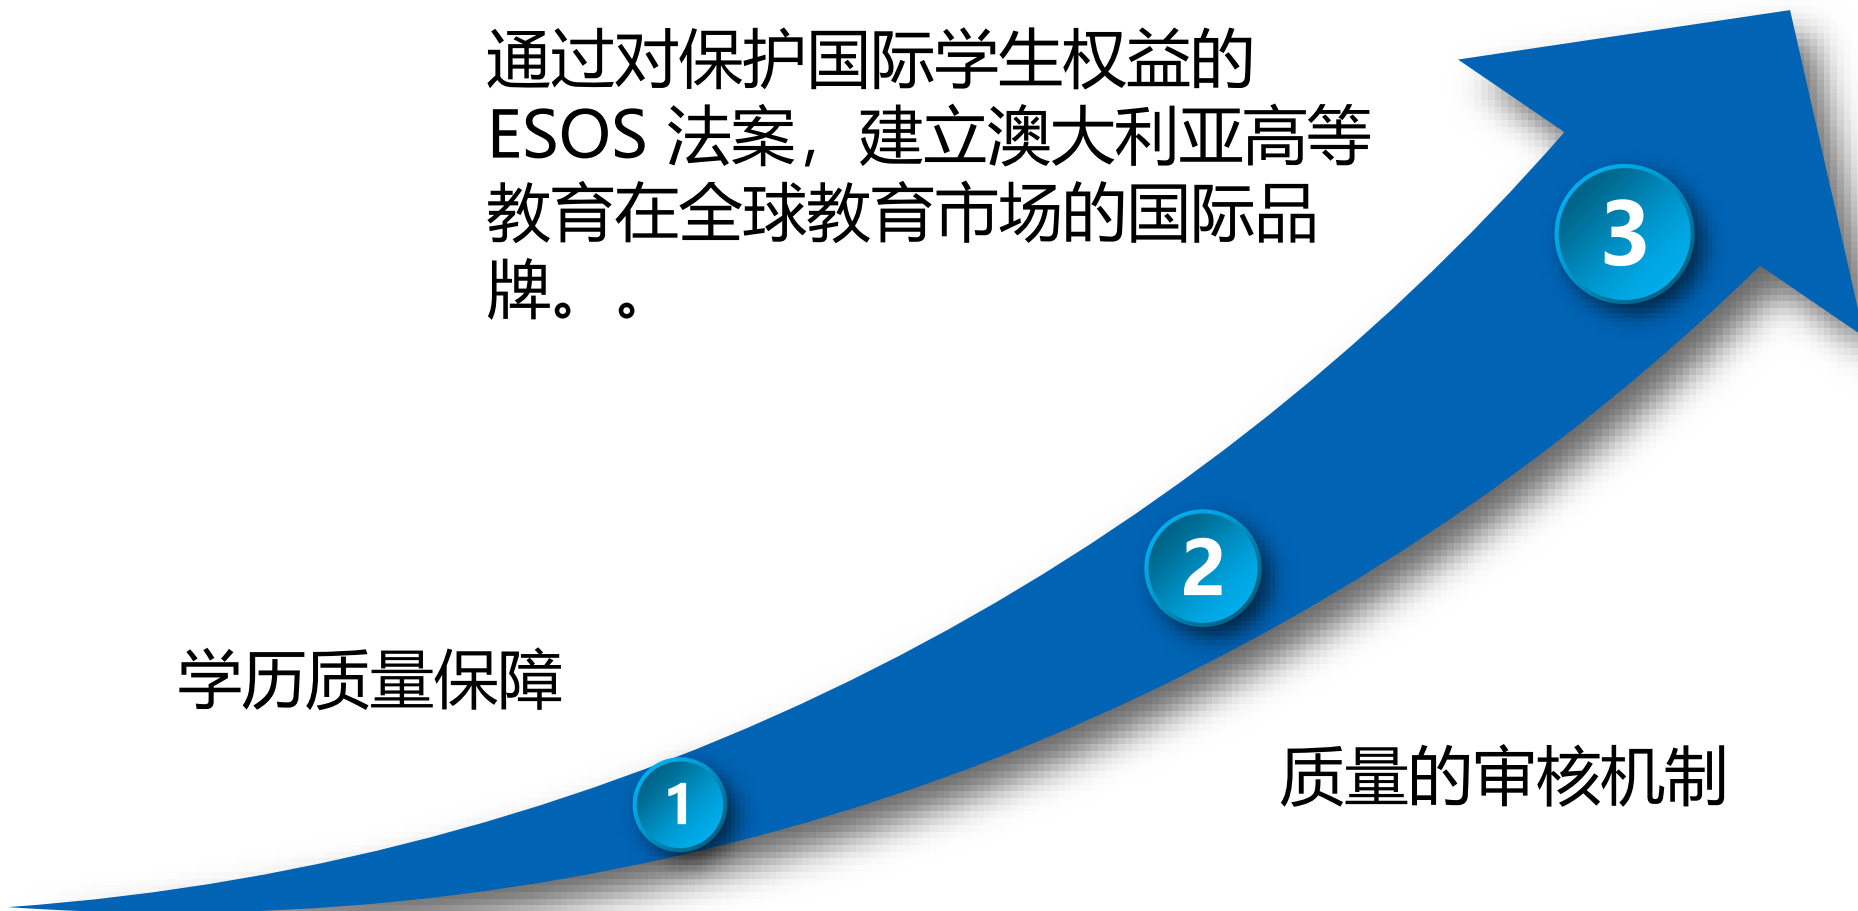 通过对保护国际学生权益的
ESOS 法案，建立澳大利亚高等
教育在全球教育市场的国际品
牌。。
3
2
学历质量保障
质量的审核机制
1